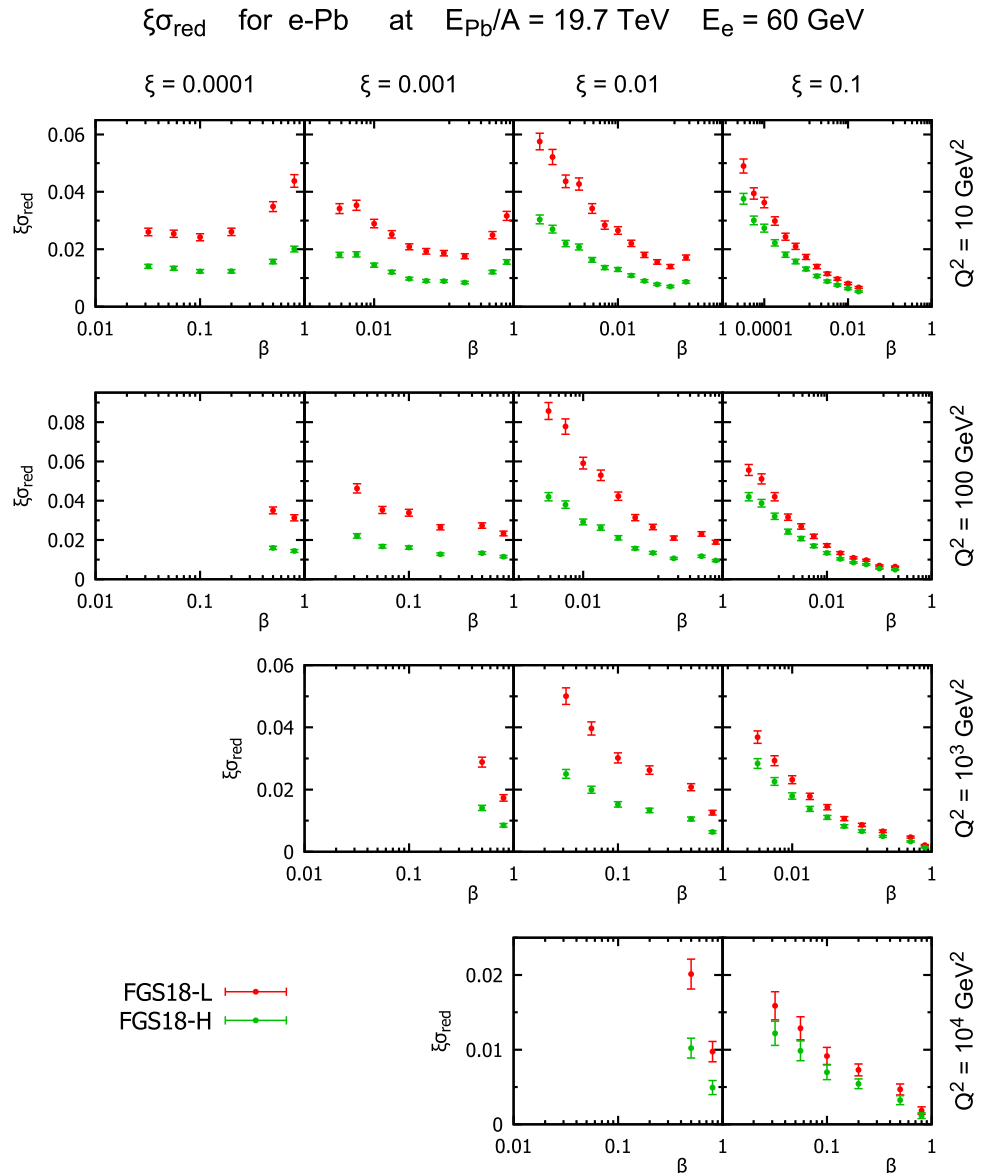 ξσred for e-Pb at EPb/A = 19.7 TeV Ee = 60 GeV
ξ = 0.0001 ξ = 0.001 ξ = 0.01 ξ = 0.1
0.06
0.04
0.02
0
ξσred
0.01 0.1 1 0.01 1 0.01 1 0.0001 0.01 1
β β β β
Q² = 10 GeV²
0.08
0.06
0.04
0.02
0
ξσred
0.01 0.1 1 0.1 1 0.01 1 0.01 1
β β β β
Q² = 100 GeV²
0.06
0.04
0.02
0
ξσred
0.01 0.1 1 0.1 1 0.01 1
β β β
Q² = 10³ GeV²
0.02
0.01
0
ξσred
0.01 0.1 1 0.1 1
β β
Q² = 10⁴ GeV²
FGS18-L
FGS18-H